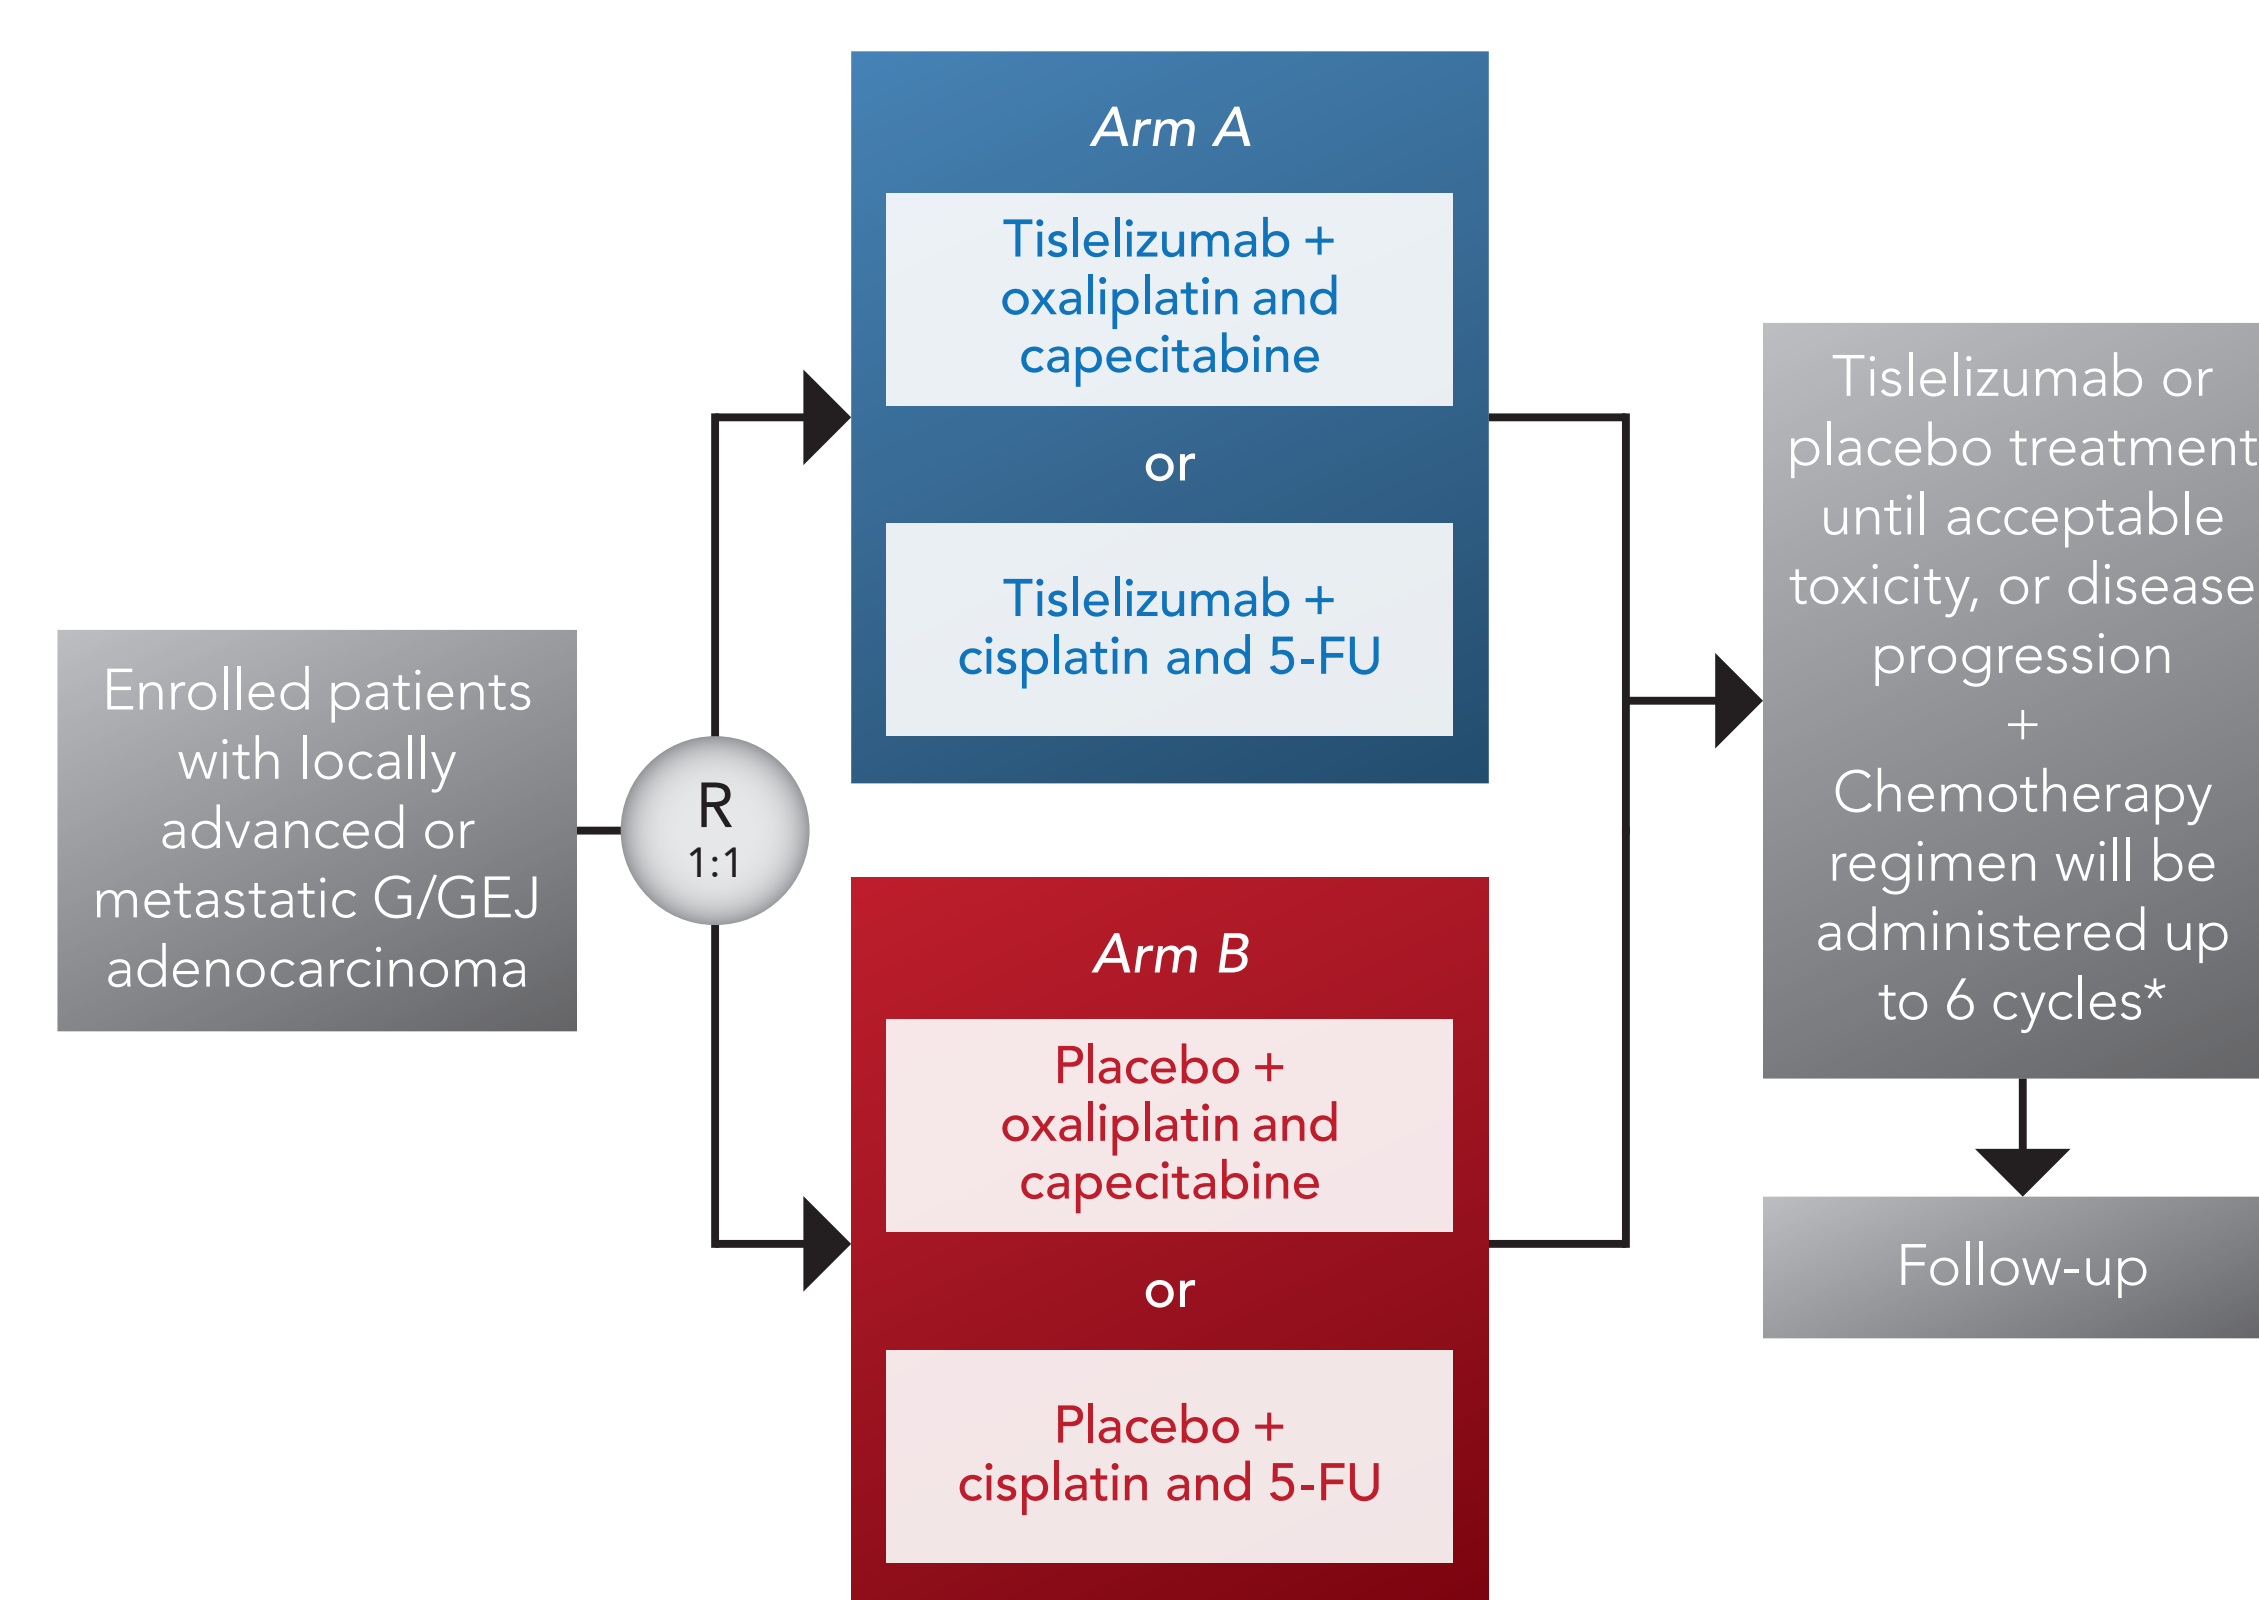 Enrolled patients
with locally
advanced or
metastatic G/GEJ
adenocarcinoma
R
1:1
Arm A
Tislelizumab +
oxaliplatin and
capecitabine
or
Tislelizumab +
cisplatin and 5-FU
Arm B
Placebo +
oxaliplatin and
capecitabine
or
Placebo +
cisplatin and 5-FU
Tislelizumab or
placebo treatment
until acceptable
toxicity, or disease
progression
+
Chemotherapy
regimen will be
administered up
to 6 cycles*
Follow-up